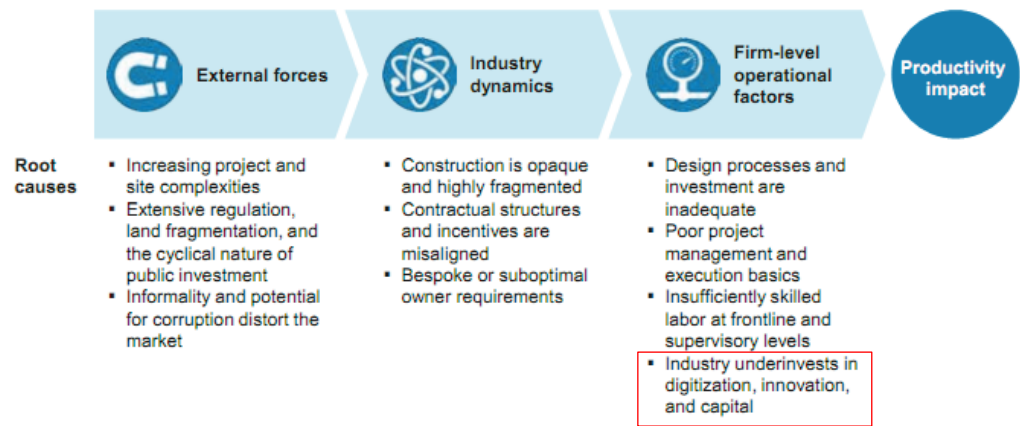 External forces
Industry
dynamics
Firm-level
operational
factors
Productivity
impact
Root
causes
▪ Increasing project and
site complexities
▪ Extensive regulation,
land fragmentation, and
the cyclical nature of
public investment
▪ Informality and potential
for corruption distort the
market
▪ Construction is opaque
and highly fragmented
▪ Contractual structures
and incentives are
misaligned
▪ Bespoke or suboptimal
owner requirements
▪ Design processes and
investment are
inadequate
▪ Poor project
management and
execution basics
▪ Insufficiently skilled
labor at frontline and
supervisory levels
▪ Industry underinvests in
digitization, innovation,
and capital